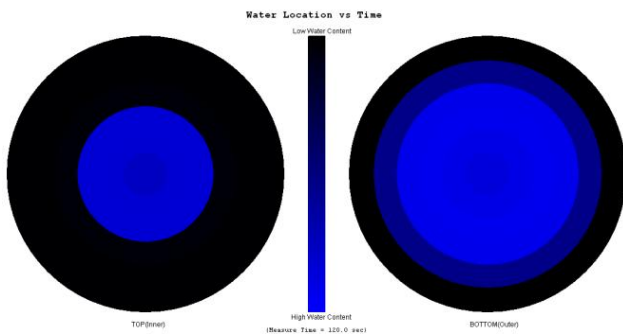 Water Location vs Time
Low Water Content
High Water Content
TOP(Inner)
(Measure Time = 120.0 sec)
BOTTOM(Outer)